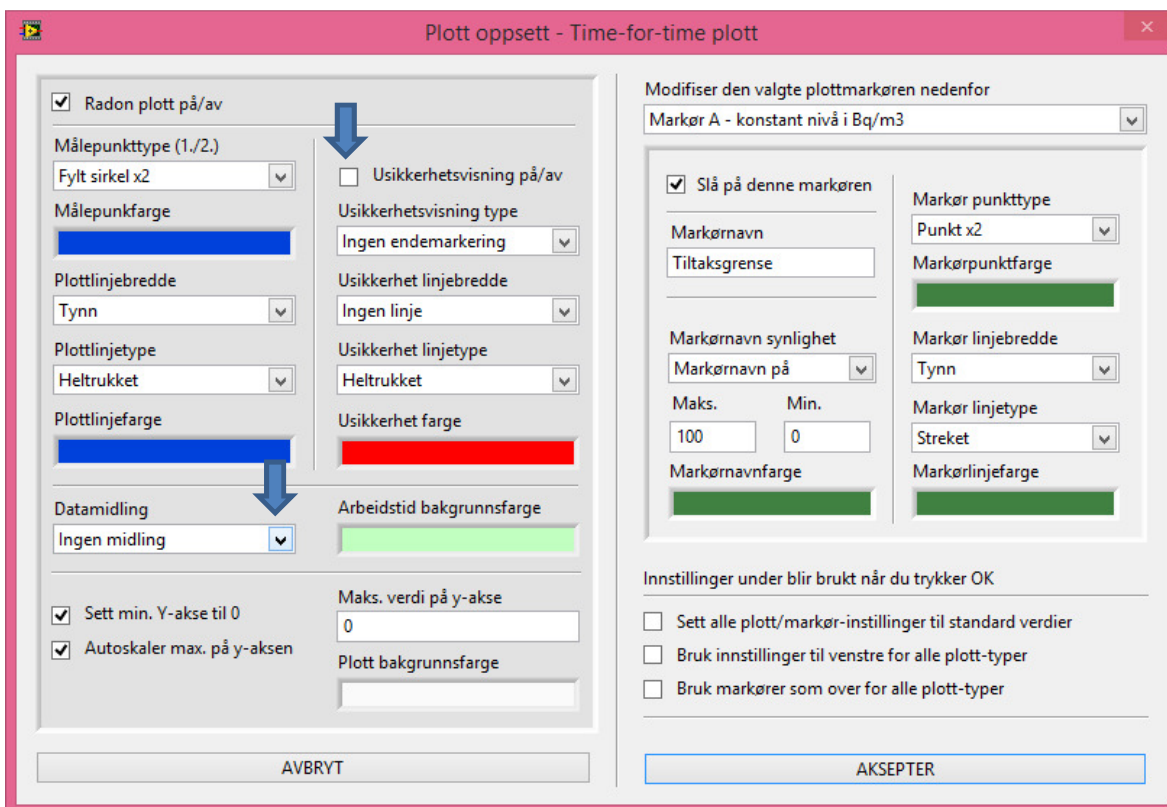 Plott oppsett - Time-for-time plott
Radon plott på/av
Målepunkttype (1./2.)
Fylt sirkel x2
Målepunkfarge
Plottlinjebredde
Tynn
Plottlinjetype
Heltrukket
Plottlinjefarge
Usikkerhetsvisning på/av
Usikkerhetsvisning type
Ingen endemarkering
Usikkerhet linjebredde
Ingen linje
Usikkerhet linjetype
Heltrukket
Usikkerhet farge
Datamidling
Ingen midling
Arbeidstid bakgrunnsfarge
Sett min. Y-akse til 0
Autoskaler max. på y-aksen
Maks. verdi på y-akse
0
Plott bakgrunnsfarge
AVBRYT
Modifiser den valgte plottmarkøren nedenfor
Markør A - konstant nivå i Bq/m3
Slå på denne markøren
Markørnavn
Tiltaksgrense
Markørnavn synlighet
Markørnavn på
Maks. Min.
100 0
Markørnavnfarge
Markør punkttype
Punkt x2
Markørpunktfarge
Markør linjebredde
Tynn
Markør linjetype
Streket
Markørlinjefarge
Innstillinger under blir brukt når du trykker OK
Sett alle plott/markør-instillinger til standard verdier
Bruk innstillinger til venstre for alle plott-typer
Bruk markører som over for alle plott-typer
AKSEPTER